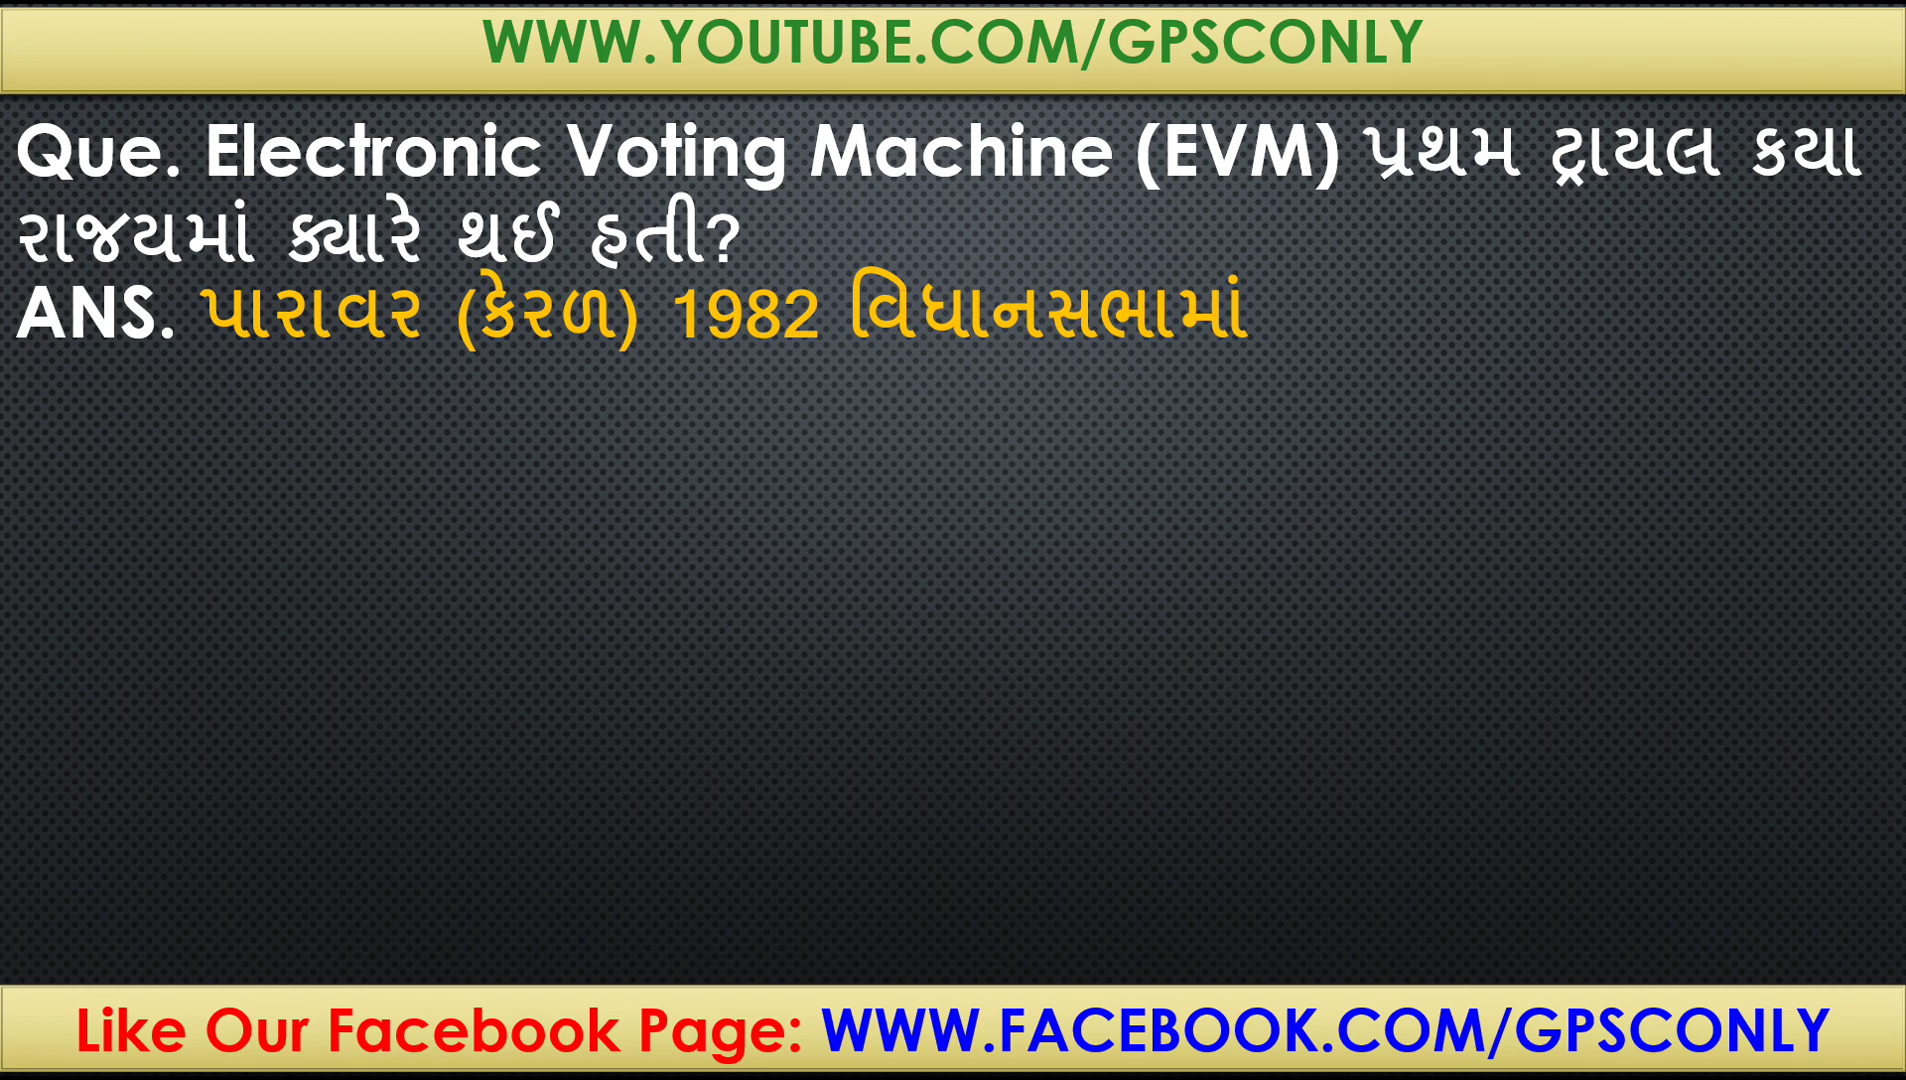 WWW.YOUTUBE.COM/GPSCONLY
Que. Electronic Voting Machine (EVM) પ્રથમ ટ્રાયલ કયા
રાજયમાં ક્યારે થઈ હતી?
ANS. પારાવર (કેરળ) 1982 વિધાનસભામાં
Like Our Facebook Page: WWW.FACEBOOK.COM/GPSCONLY